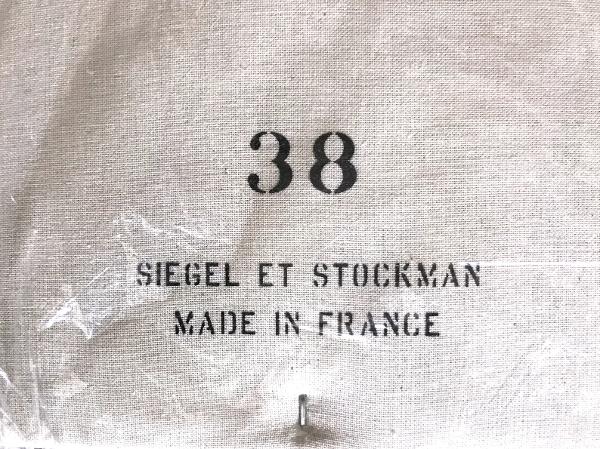 38
SIEGEL ET STOCKMAN
MADE IN FRANCE